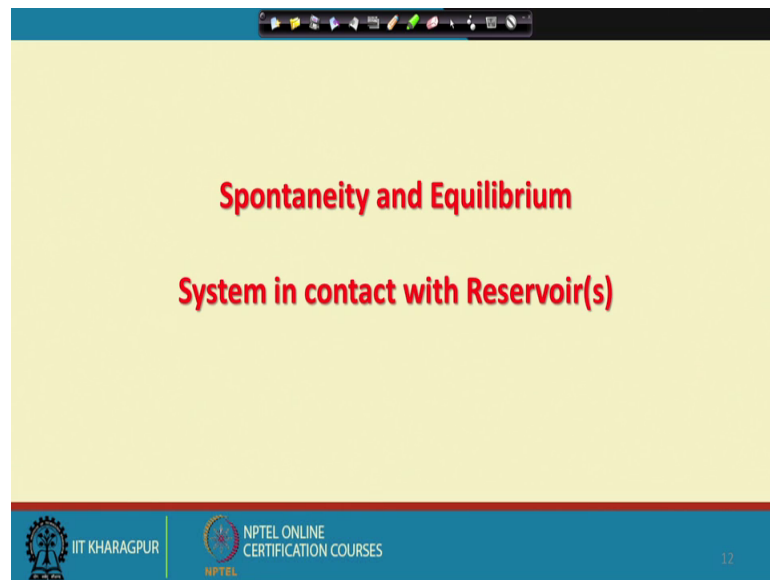 Spontaneity and Equilibrium
System in contact with Reservoir(s)
IIT KHARAGPUR
NPTEL
NPTEL ONLINE
CERTIFICATION COURSES
12